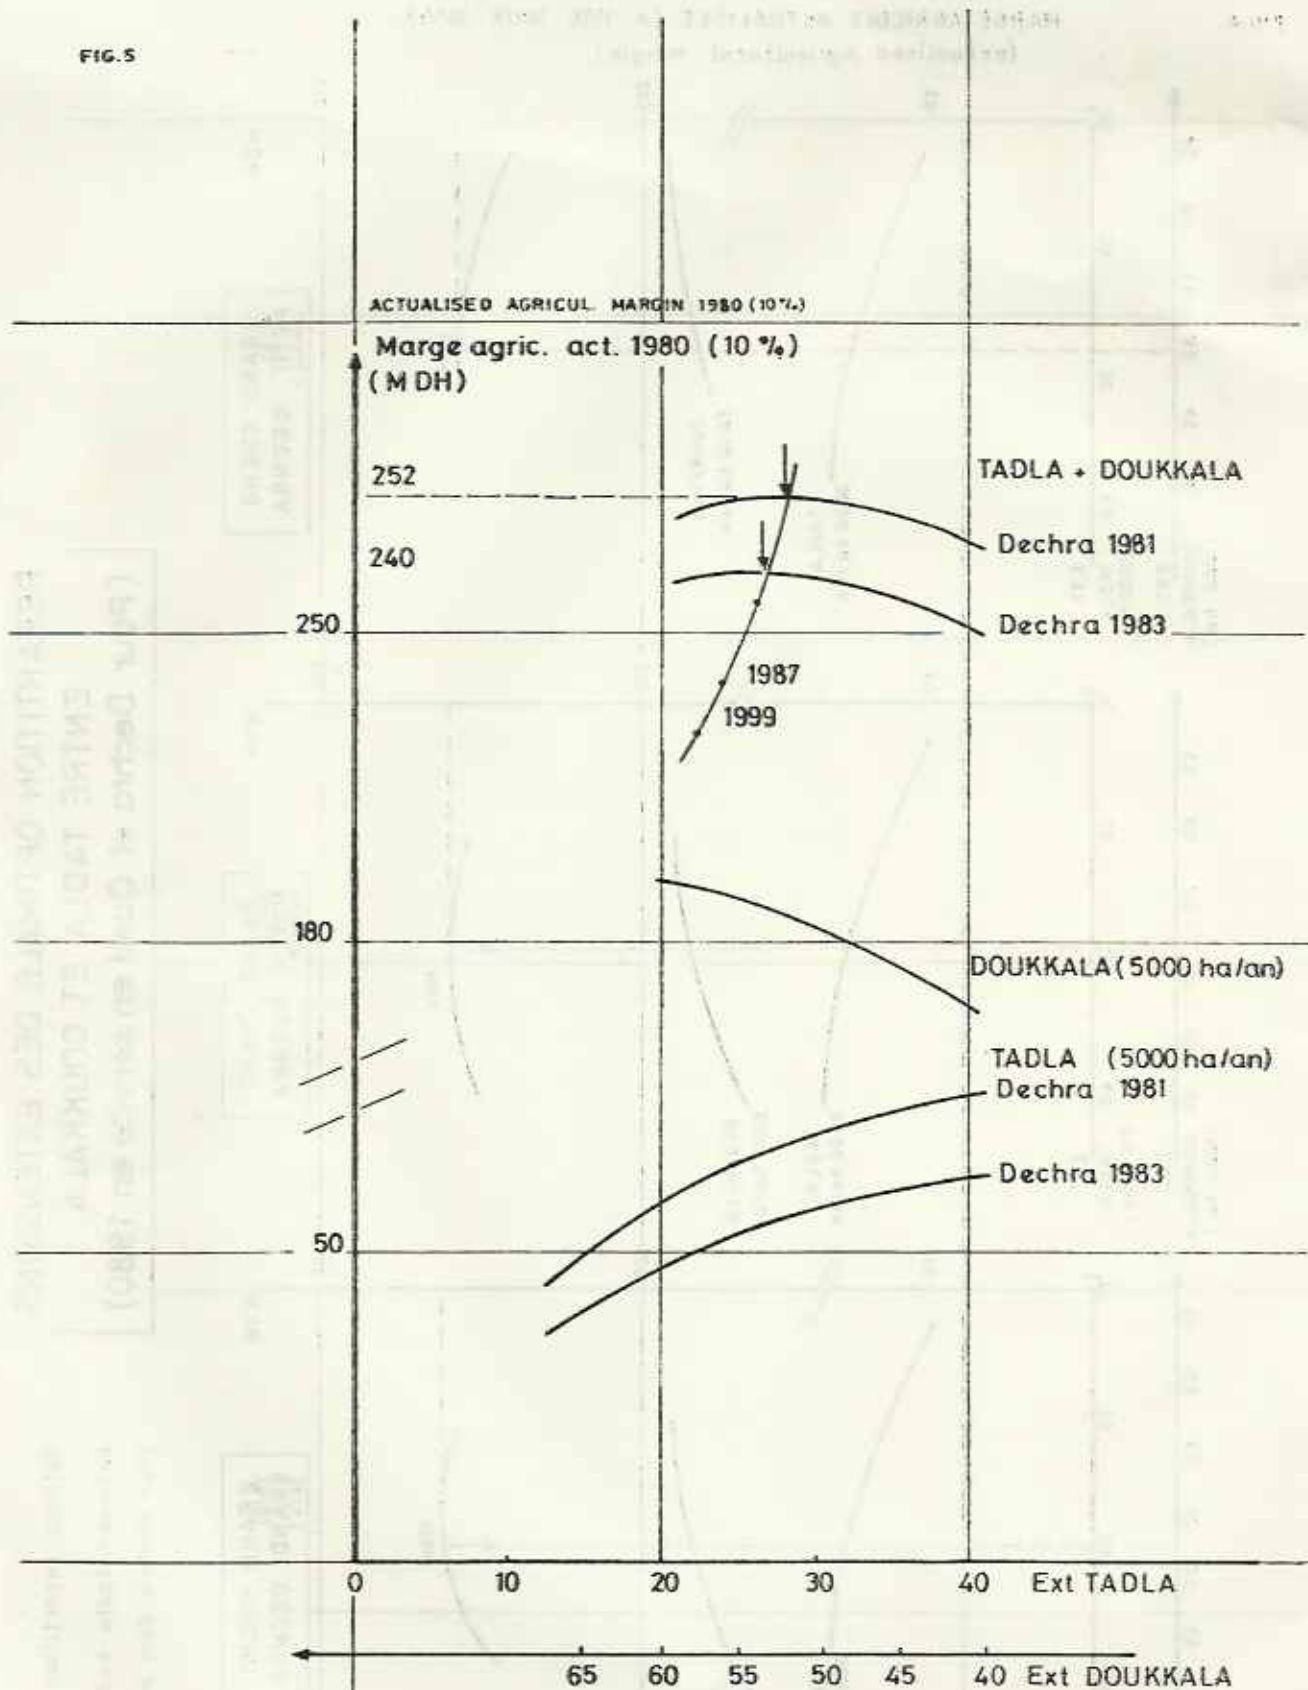 FIG.5
ACTUALISED AGRICUL. MARGIN 1980 (10%)
Marge agric. act. 1980 (10 %)
(M DH)
252
TADLA + DOUKKALA
Dechra 1981
240
250
Dechra 1983
1987
1999
180
DOUKKALA (5000 ha/an)
TADLA (5000 ha/an)
Dechra 1981
Dechra 1983
50
0 10 20 30 40 Ext TADLA
65 60 55 50 45 40 Ext DOUKKALA